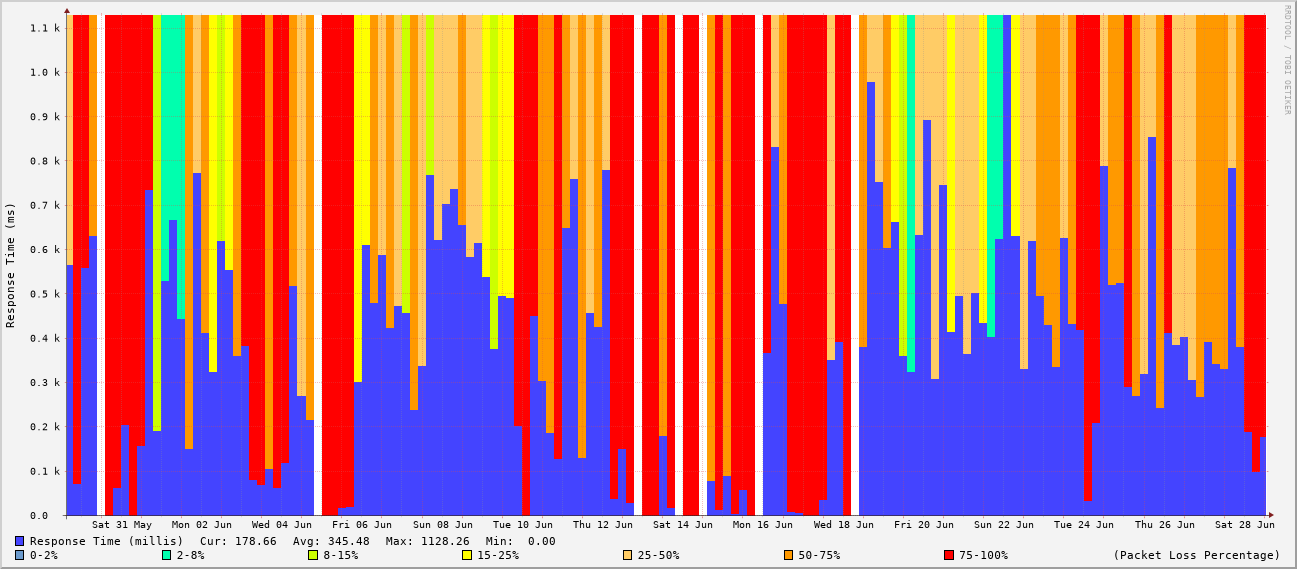 RRDTOOL / TOBI OETIKER
Response Time (ms)
1.1 k
1.0 k
0.9 k
0.8 k
0.7 k
0.6 k
0.5 k
0.4 k
0.3 k
0.2 k
0.1 k
0.0
Sat 31 May Mon 02 Jun Wed 04 Jun Fri 06 Jun Sun 08 Jun Tue 10 Jun Thu 12 Jun Sat 14 Jun Mon 16 Jun Wed 18 Jun Fri 20 Jun Sun 22 Jun Tue 24 Jun Thu 26 Jun Sat 28 Jun
Response Time (millis) Cur: 178.66 Avg: 345.48 Max: 1128.26 Min: 0.00
0-2% 2-8% 8-15% 15-25% 25-50% 50-75% 75-100% (Packet Loss Percentage)